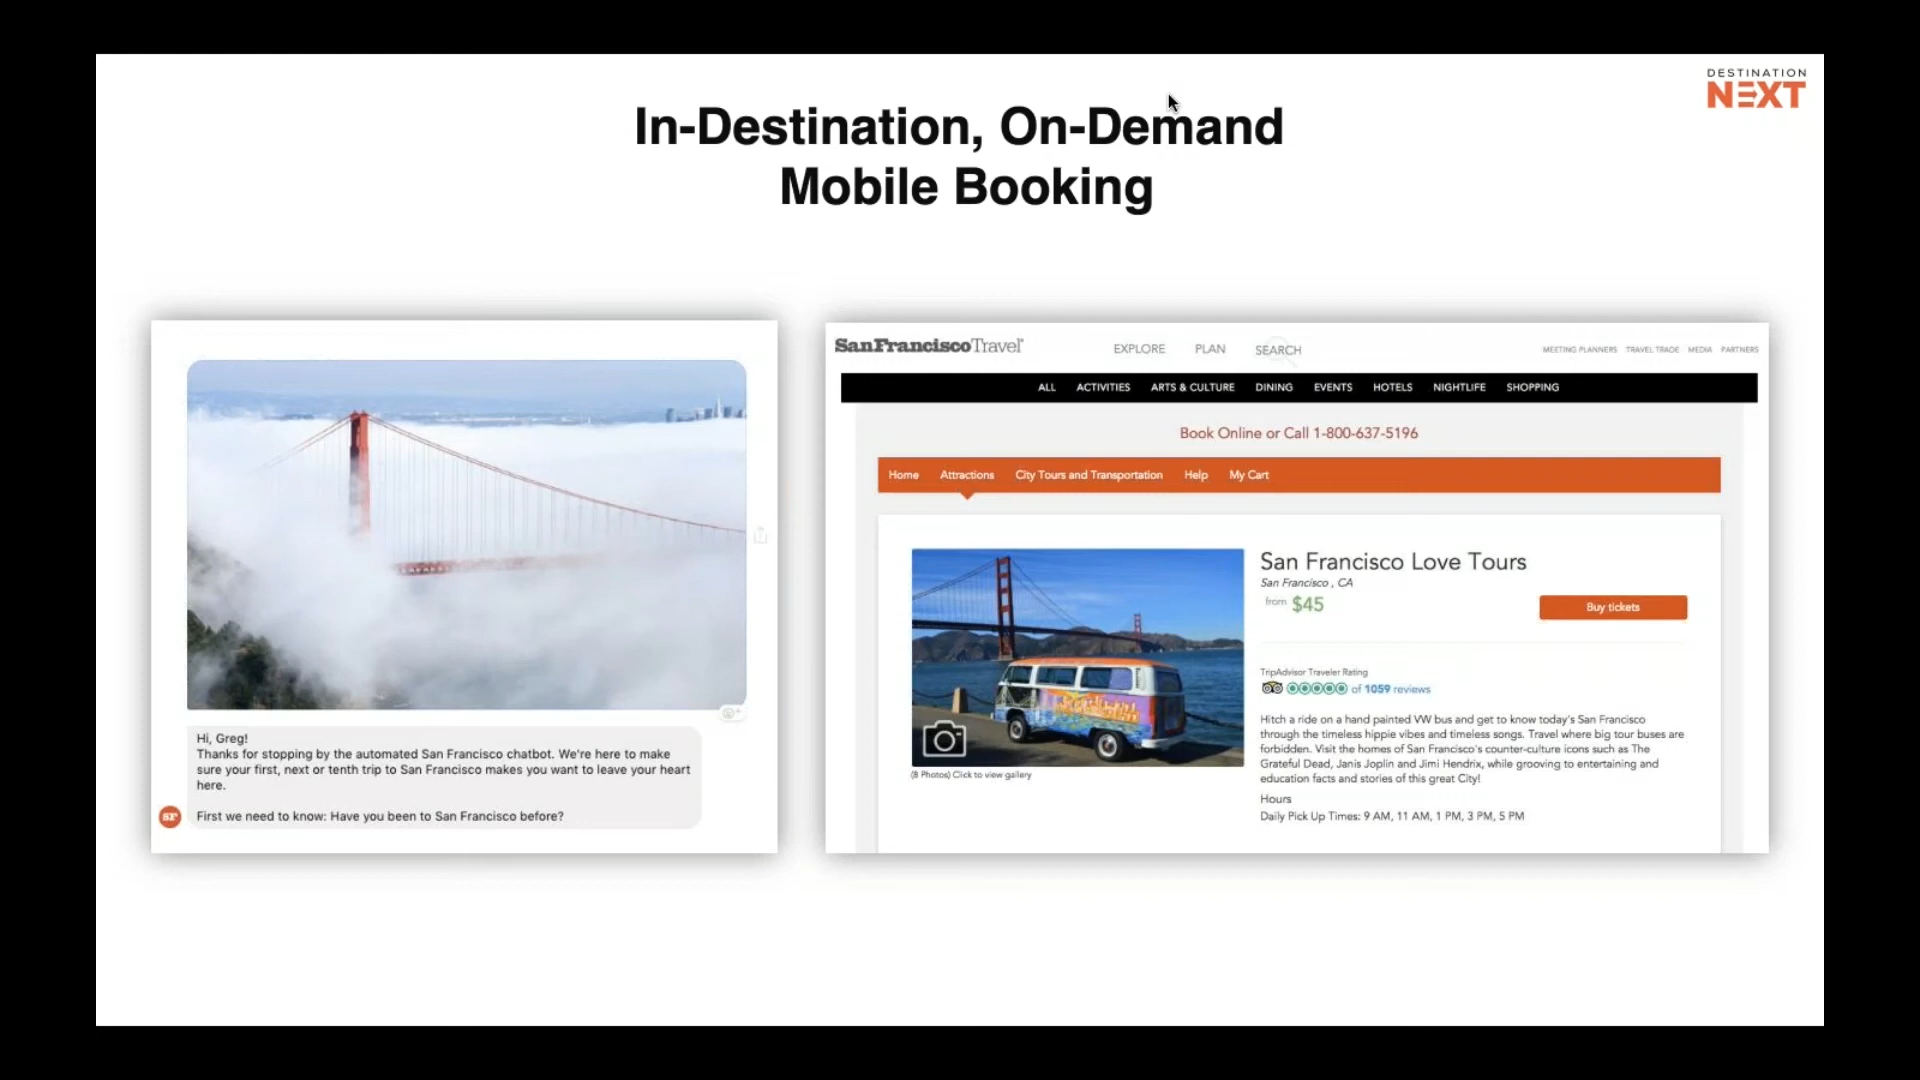 DESTINATION
NEXT
In-Destination, On-Demand
Mobile Booking
Hi, Greg!
Thanks for stopping by the automated San Francisco chatbot. We're here to make
sure your first, next or tenth trip to San Francisco makes you want to leave your heart
here.
First we need to know: Have you been to San Francisco before?
SF
SanFranciscoTravel
EXPLORE PLAN SEARCH
MEETING PLANNERS TRAVEL TRADE MEDIA PARTNERS
ALL ACTIVITIES ARTS & CULTURE DINING EVENTS HOTELS NIGHTLIFE SHOPPING
Book Online or Call 1-800-637-5196
Home Attractions City Tours and Transportation Help My Cart
San Francisco Love Tours
San Francisco , CA
from $45
Buy tickets
TripAdvisor Traveler Rating
of 1059 reviews
Hitch a ride on a hand painted VW bus and get to know today's San Francisco
through the timeless hippie vibes and timeless songs. Travel where big tour buses are
forbidden. Visit the homes of San Francisco's counter-culture icons such as The
Grateful Dead, Janis Joplin and Jimi Hendrix, while grooving to entertaining and
education facts and stories of this great City!
Hours
Daily Pick Up Times: 9 AM, 11 AM, 1 PM, 3 PM, 5 PM
(8 Photos) Click to view gallery